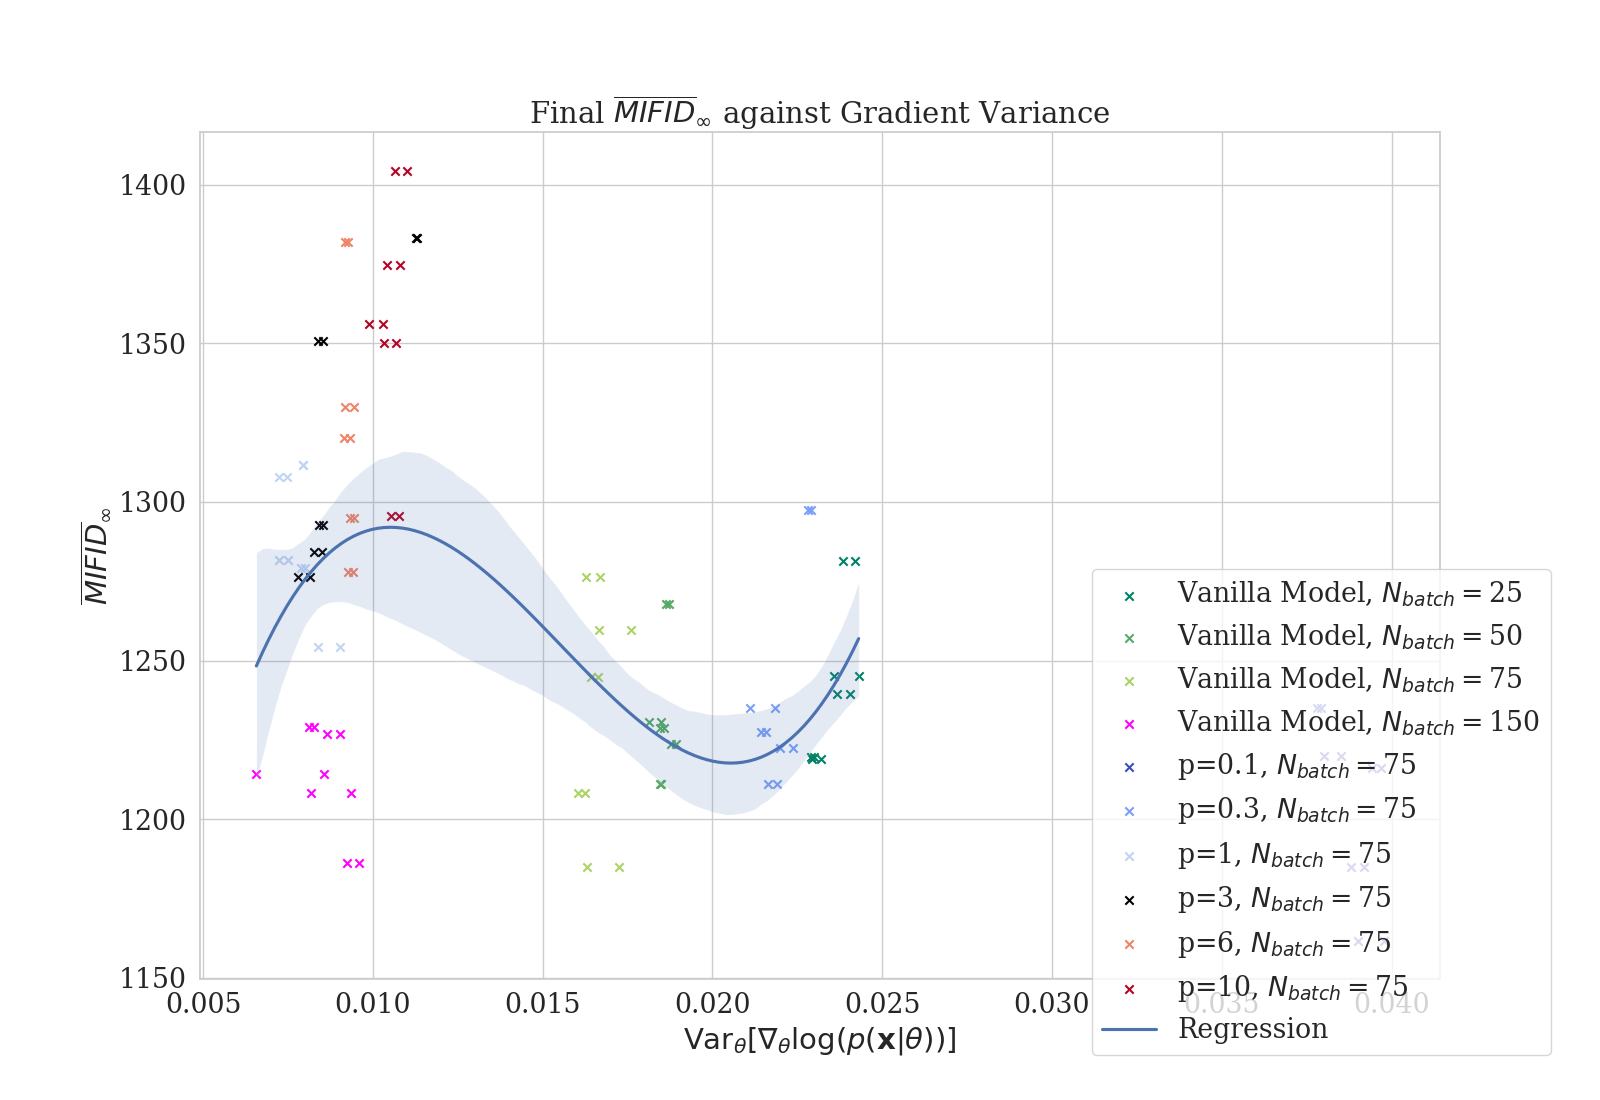 Final $\overline{MIFID}_\infty$ against Gradient Variance
1400
1350
1300
1250
1200
1150
$\overline{MIFID}_\infty$
0.005 0.010 0.015 0.020 0.025 0.030 0.035 0.040
Var$_\theta$[∇$_\theta$log($p$(**x**|θ))]
Vanilla Model, $N_{batch} = 25$
Vanilla Model, $N_{batch} = 50$
Vanilla Model, $N_{batch} = 75$
Vanilla Model, $N_{batch} = 150$
p=0.1, $N_{batch} = 75$
p=0.3, $N_{batch} = 75$
p=1, $N_{batch} = 75$
p=3, $N_{batch} = 75$
p=6, $N_{batch} = 75$
p=10, $N_{batch} = 75$
Regression